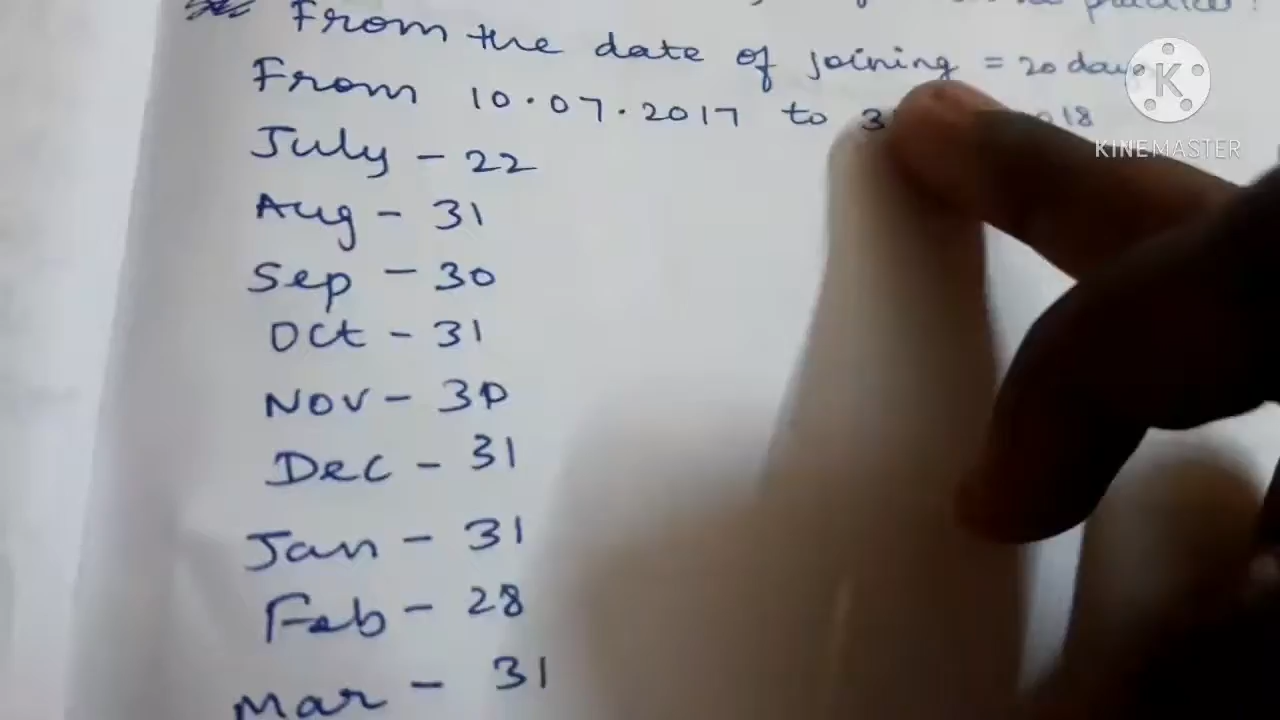 From the date of joining = 20 days
From 10.07.2017 to 3
July - 22
Aug - 31
Sep - 30
Oct - 31
Nov - 30
Dec - 31
Jan - 31
Feb - 28
Mar - 31
K
KINEMASTER